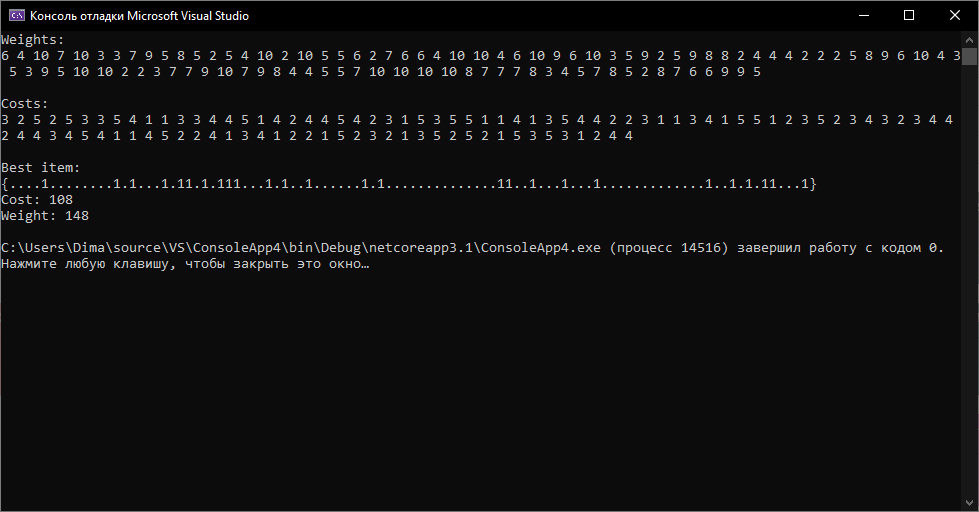 Консоль отладки Microsoft Visual Studio
Weights:
6 4 10 7 10 3 3 7 9 5 8 5 2 5 4 10 2 10 5 5 6 2 7 6 6 4 10 10 4 6 10 9 6 10 3 5 9 2 5 9 8 8 2 4 4 4 2 2 2 5 8 9 6 10 4 3
5 3 9 5 10 10 2 2 3 7 7 9 10 7 9 8 4 4 5 5 7 10 10 10 10 8 7 7 7 8 3 4 5 7 8 5 2 8 7 6 6 9 9 5
Costs:
3 2 5 2 5 3 3 5 4 1 1 3 3 4 4 5 1 4 2 4 4 5 4 2 3 1 5 3 5 5 1 1 4 1 3 5 4 4 2 2 3 1 1 3 4 1 5 5 1 2 3 5 2 3 4 3 2 3 4 4
2 4 4 3 4 5 4 1 1 4 5 2 2 4 1 3 4 1 2 2 1 5 2 3 2 1 3 5 2 5 2 1 5 3 5 3 1 2 4 4
Best item:
{....1........1.1...1.11.1.111...1.1..1......1.1..............11..1...1...1.............1..1.1.11...1}
Cost: 108
Weight: 148
C:\Users\Dima\source\VS\ConsoleApp4\bin\Debug\netcoreapp3.1\ConsoleApp4.exe (процесс 14516) завершил работу с кодом 0.
Нажмите любую клавишу, чтобы закрыть это окно…